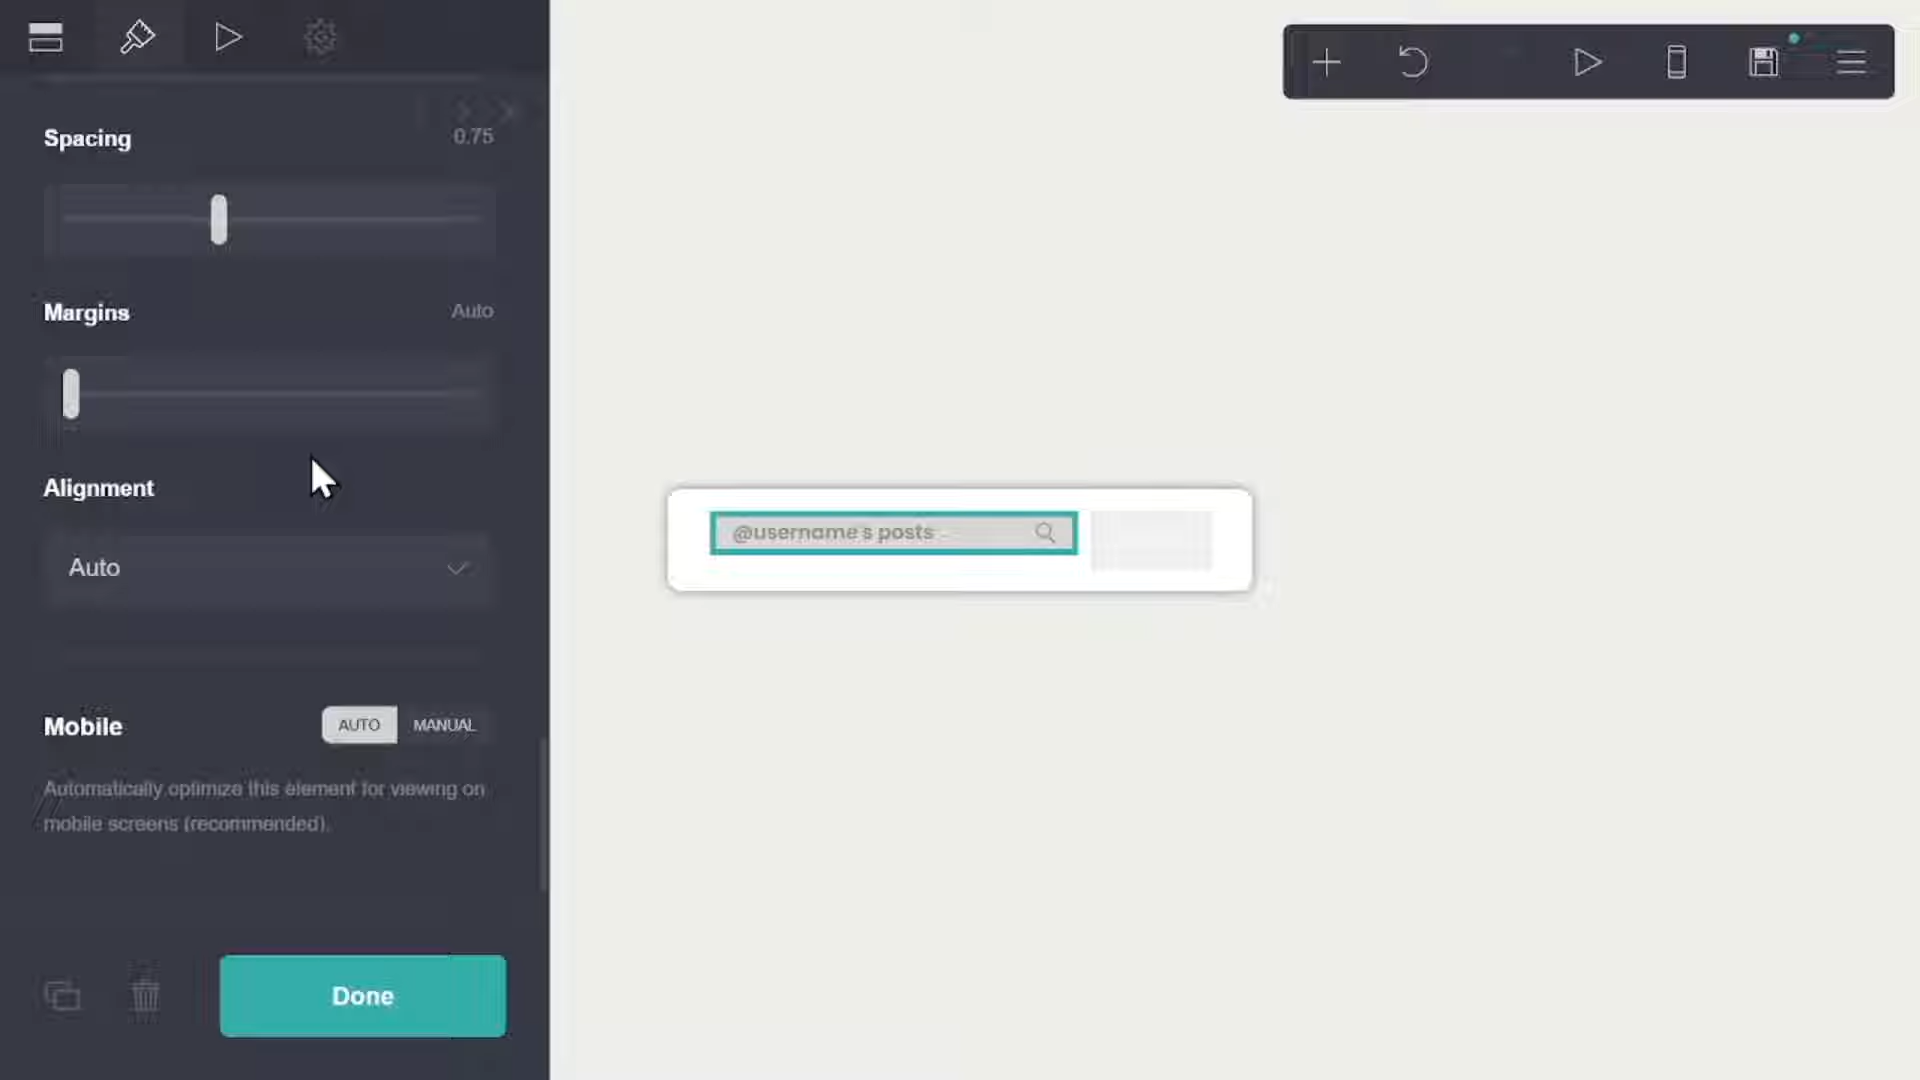 Spacing
0.75
Margins
Auto
Alignment
Auto
Mobile
AUTO
MANUAL
Automatically optimize this element for viewing on
mobile screens (recommended).
Done
@username's posts